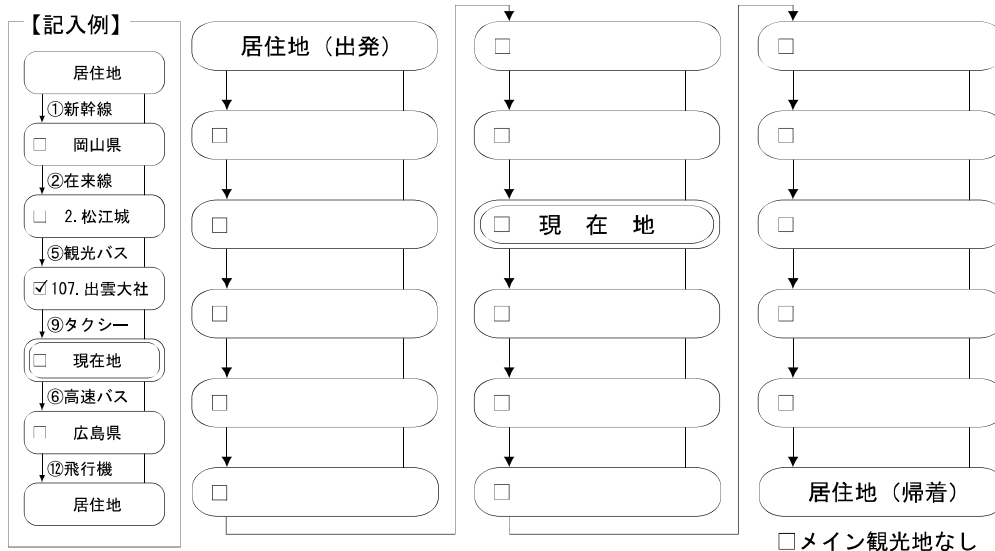 【記入例】
居住地
①新幹線
□ 岡山県
②在来線
□ 2.松江城
⑤観光バス
☑ 107.出雲大社
⑨タクシー
□ 現在地
⑥高速バス
□ 広島県
⑫飛行機
居住地
居住地（出発）
□
□
□
□
□
□
□
□ 現 在 地
□
□
□
□
□
□
□
□
居住地（帰着）
□メイン観光地なし